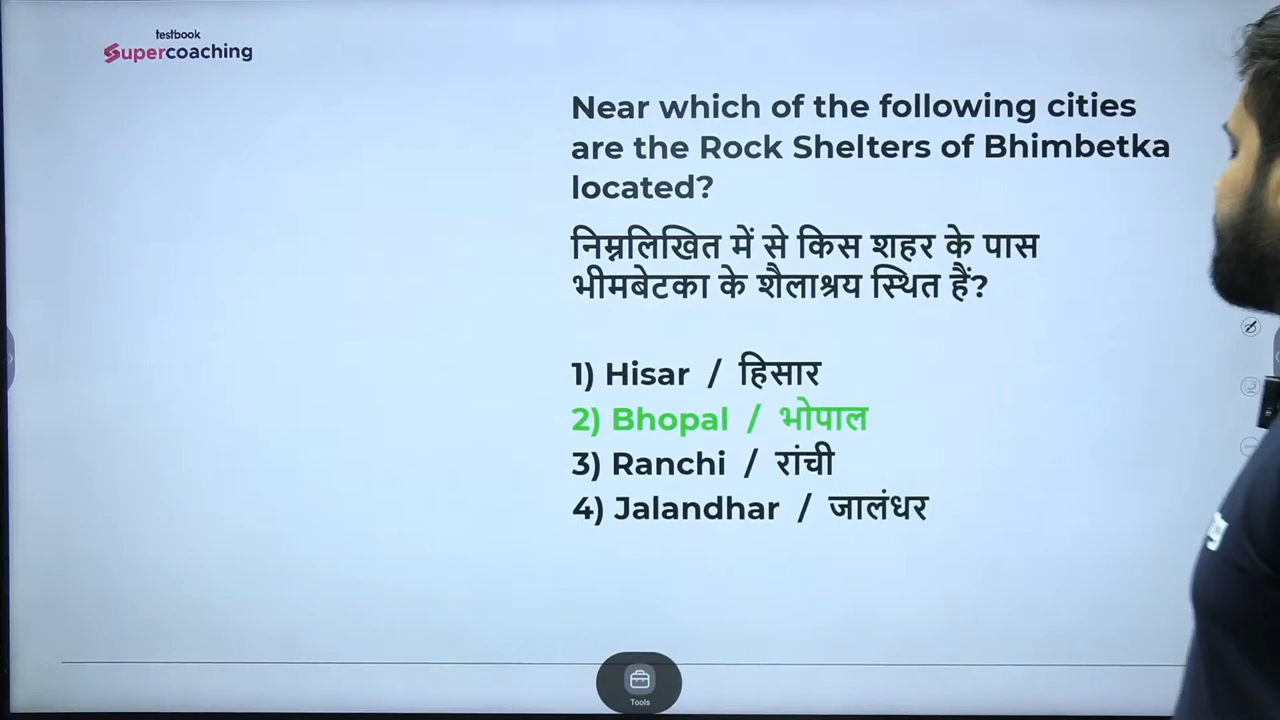 testbook
Supercoaching
Near which of the following cities
are the Rock Shelters of Bhimbetka
located?
निम्नलिखित में से किस शहर के पास
भीमबेटका के शैलाश्रय स्थित हैं?
1) Hisar / हिसार
2) Bhopal / भोपाल
3) Ranchi / रांची
4) Jalandhar / जालंधर
Tools